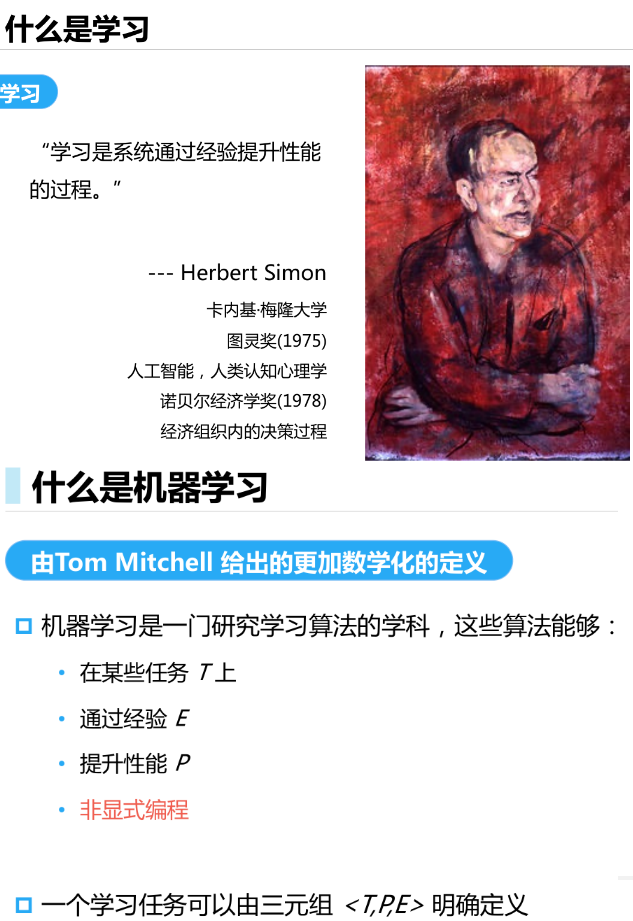 什么是学习
学习
“学习是系统通过经验提升性能
的过程。”
--- Herbert Simon
卡内基·梅隆大学
图灵奖(1975)
人工智能，人类认知心理学
诺贝尔经济学奖(1978)
经济组织内的决策过程
什么是机器学习
由Tom Mitchell 给出的更加数学化的定义
机器学习是一门研究学习算法的学科，这些算法能够：
• 在某些任务 T 上
• 通过经验 E
• 提升性能 P
• 非显式编程
一个学习任务可以由三元组 <T,P,E> 明确定义